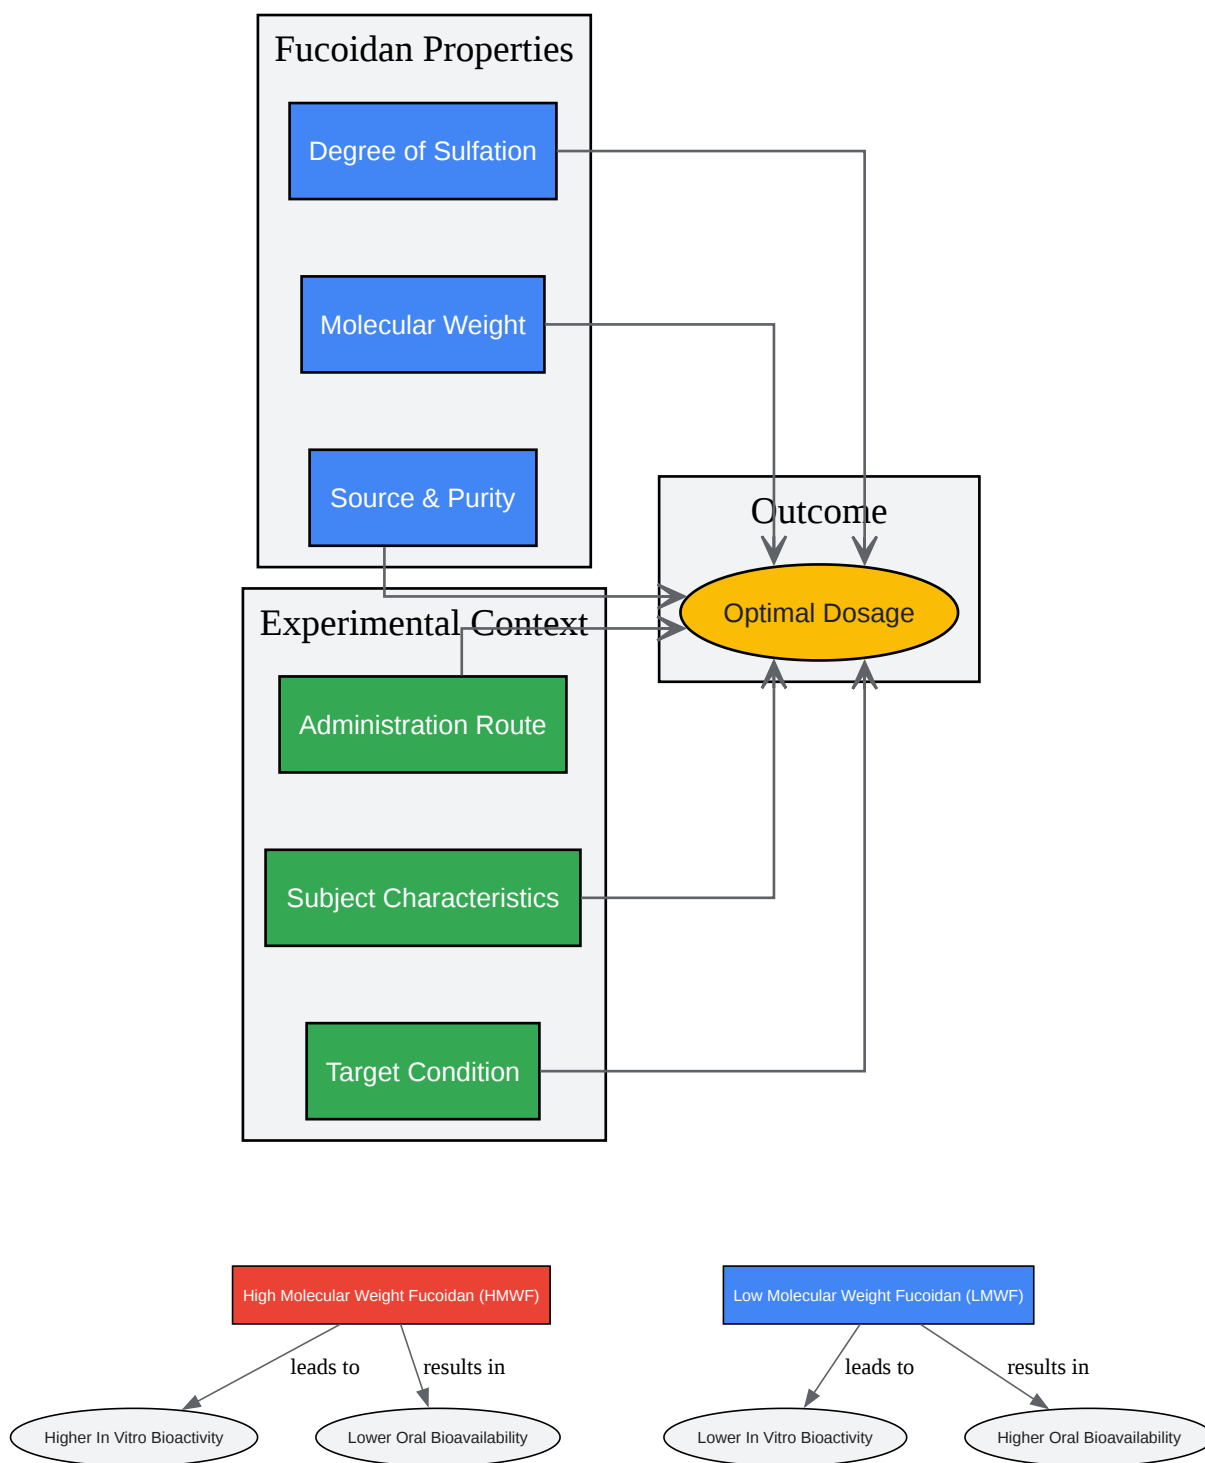 Fucoidan Properties
Degree of Sulfation
Molecular Weight
Source & Purity
Outcome
Optimal Dosage
Experimental Context
Administration Route
Subject Characteristics
Target Condition
High Molecular Weight Fucoidan (HMWF)
Low Molecular Weight Fucoidan (LMWF)
leads to
results in
leads to
results in
Higher In Vitro Bioactivity
Lower Oral Bioavailability
Lower In Vitro Bioactivity
Higher Oral Bioavailability